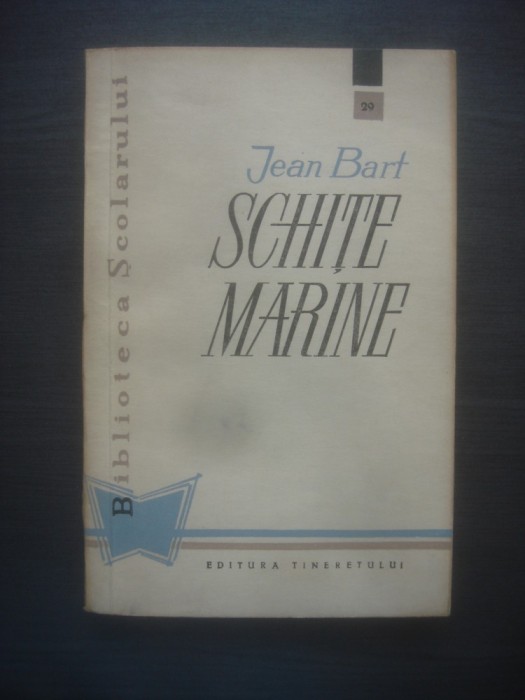 29
Jean Bart
SCHIȚE
MARINE
Biblioteca Școlarului
EDITURA TINERETULUI